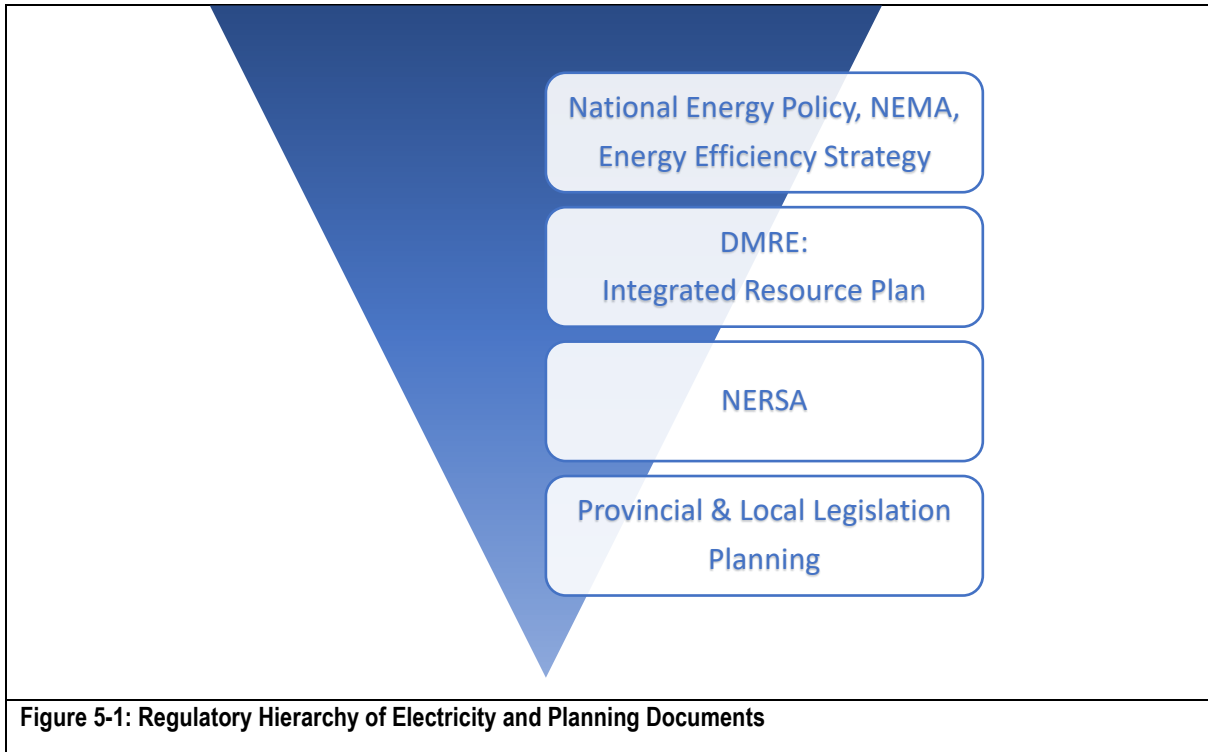 National Energy Policy, NEMA,
Energy Efficiency Strategy
DMRE:
Integrated Resource Plan
NERSA
Provincial & Local Legislation
Planning
Figure 5-1: Regulatory Hierarchy of Electricity and Planning Documents